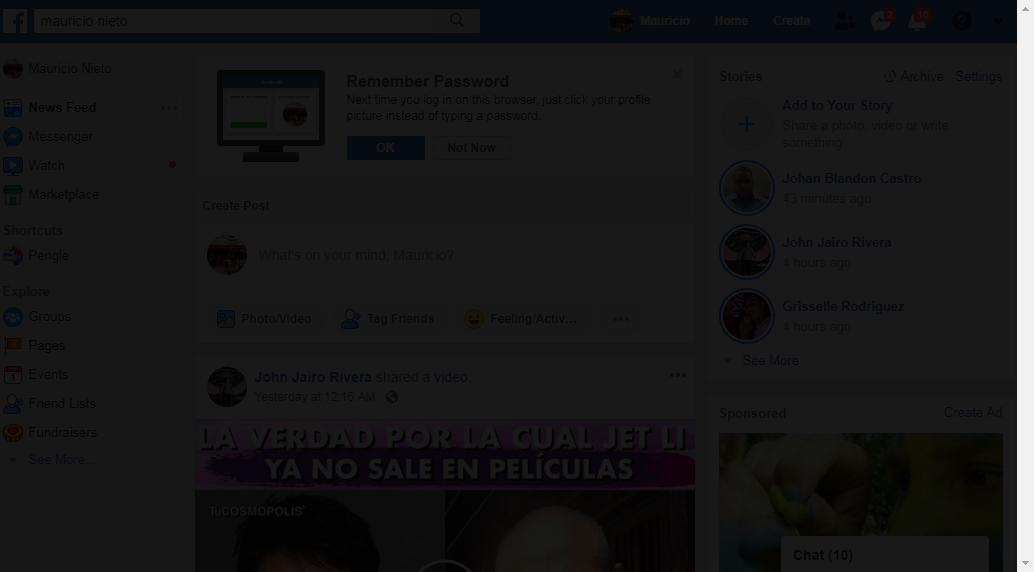 mauricio nieto
Mauricio Home Create 2 10
Mauricio Nieto
News Feed
Messenger
Watch
Marketplace
Shortcuts
Pengle
Explore
Groups
Pages
Events
Friend Lists
Fundraisers
See More...
Remember Password
Next time you log in on this browser, just click your profile
picture instead of typing a password.
OK Not Now
Create Post
What's on your mind, Mauricio?
Photo/Video Tag Friends Feeling/Activ...
John Jairo Rivera shared a video.
Yesterday at 12:16 AM
LA VERDAD POR LA CUAL JET LI
YA NO SALE EN PELÍCULAS
TUCOSMOPOLIS
Stories Archive Settings
Add to Your Story
Share a photo, video or write
something
Johan Blandon Castro
43 minutes ago
John Jairo Rivera
4 hours ago
Grisselle Rodriguez
4 hours ago
See More
Sponsored Create Ad
Chat (10)